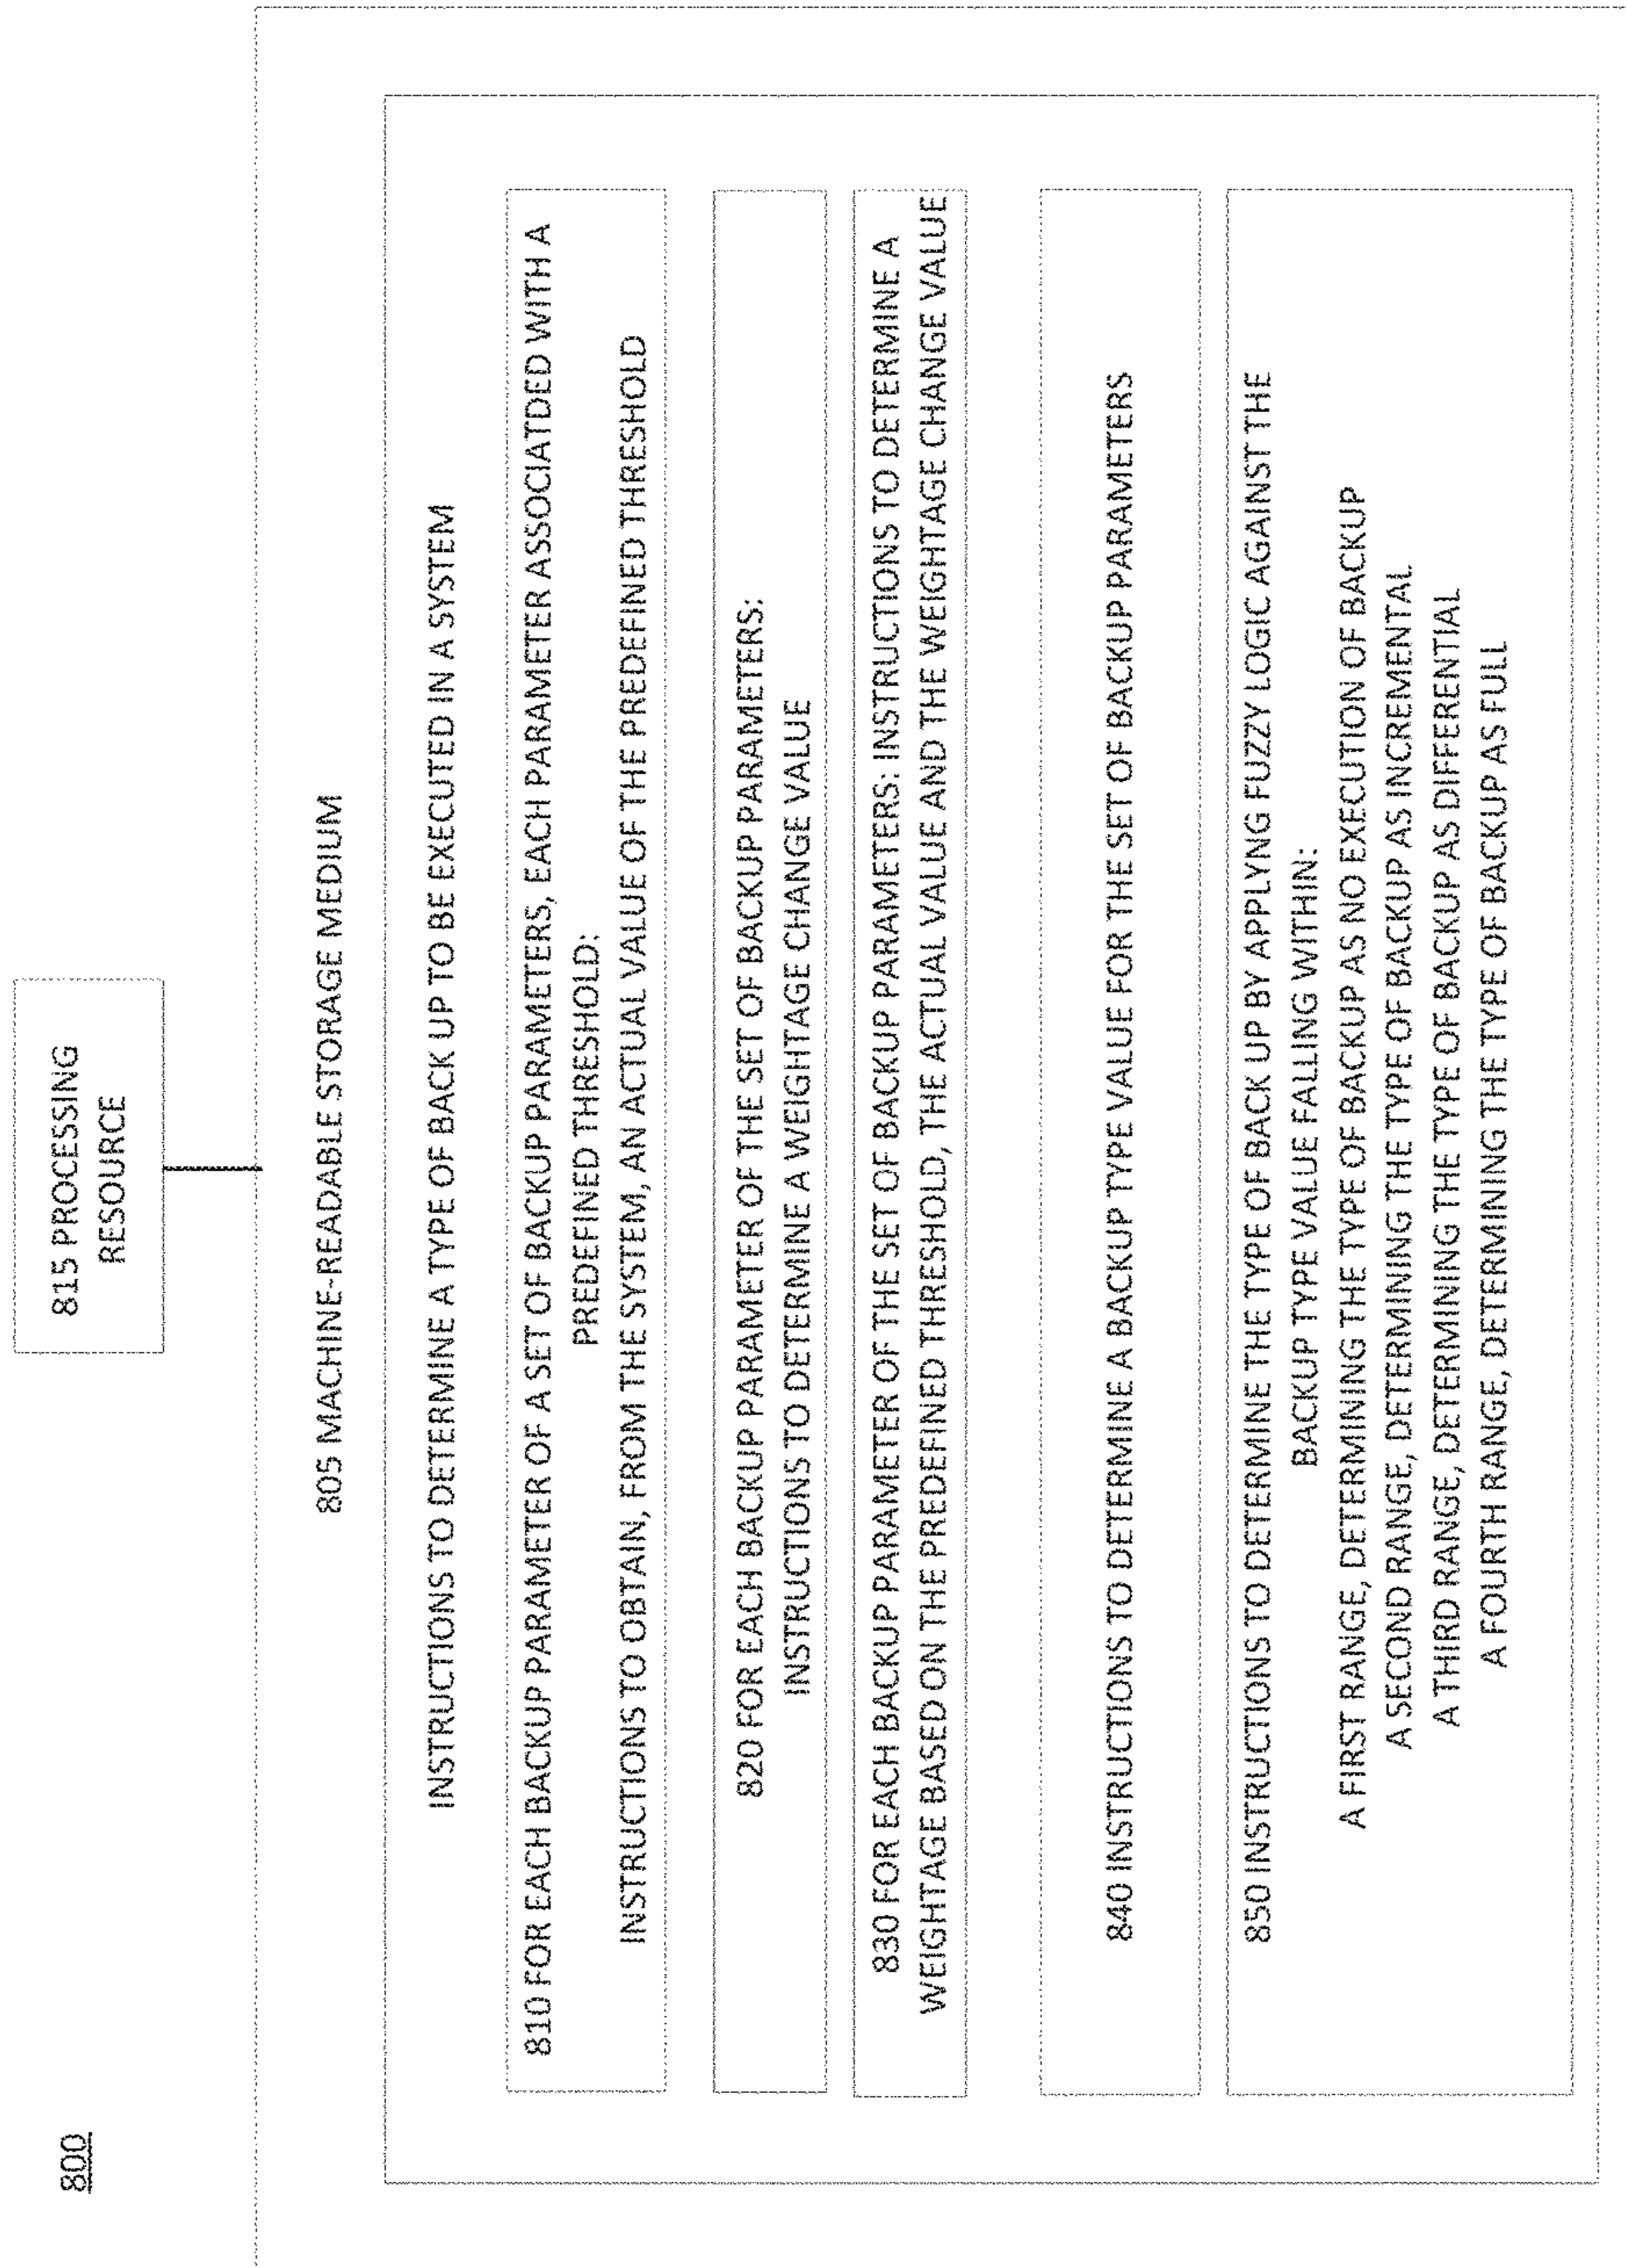 800
815 PROCESSING
RESOURCE
805 MACHINE-READABLE STORAGE MEDIUM
INSTRUCTIONS TO DETERMINE A TYPE OF BACK UP TO BE EXECUTED IN A SYSTEM
810 FOR EACH BACKUP PARAMETER OF A SET OF BACKUP PARAMETERS, EACH PARAMETER ASSOCIATDED WITH A
PREDEFINED THRESHOLD:
INSTRUCTIONS TO OBTAIN, FROM THE SYSTEM, AN ACTUAL VALUE OF THE PREDEFINED THRESHOLD
820 FOR EACH BACKUP PARAMETER OF THE SET OF BACKUP PARAMETERS:
INSTRUCTIONS TO DETERMINE A WEIGHTAGE CHANGE VALUE
830 FOR EACH BACKUP PARAMETER OF THE SET OF BACKUP PARAMETERS: INSTRUCTIONS TO DETERMINE A
WEIGHTAGE BASED ON THE PREDEFINED THRESHOLD, THE ACTUAL VALUE AND THE WEIGHTAGE CHANGE VALUE
840 INSTRUCTIONS TO DETERMINE A BACKUP TYPE VALUE FOR THE SET OF BACKUP PARAMETERS
850 INSTRUCTIONS TO DETERMINE THE TYPE OF BACK UP BY APPLYNG FUZZY LOGIC AGAINST THE
BACKUP TYPE VALUE FALLING WITHIN:
A FIRST RANGE, DETERMINING THE TYPE OF BACKUP AS NO EXECUTION OF BACKUP
A SECOND RANGE, DETERMINING THE TYPE OF BACKUP AS INCREMENTAL
A THIRD RANGE, DETERMINING THE TYPE OF BACKUP AS DIFFERENTIAL
A FOURTH RANGE, DETERMINING THE TYPE OF BACKUP AS FULL